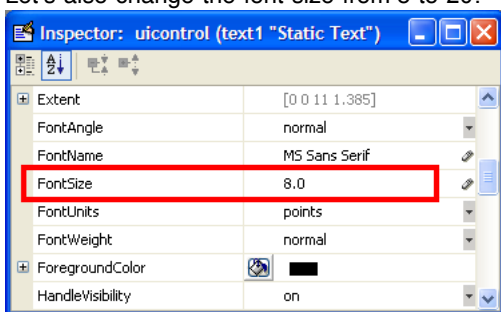 Let's also change the font size from 8 to 20.
Inspector: uicontrol (text1 "Static Text")
Extent [0 0 11 1.385]
FontAngle normal
FontName MS Sans Serif
FontSize 8.0
FontUnits points
FontWeight normal
ForegroundColor
HandleVisibility on